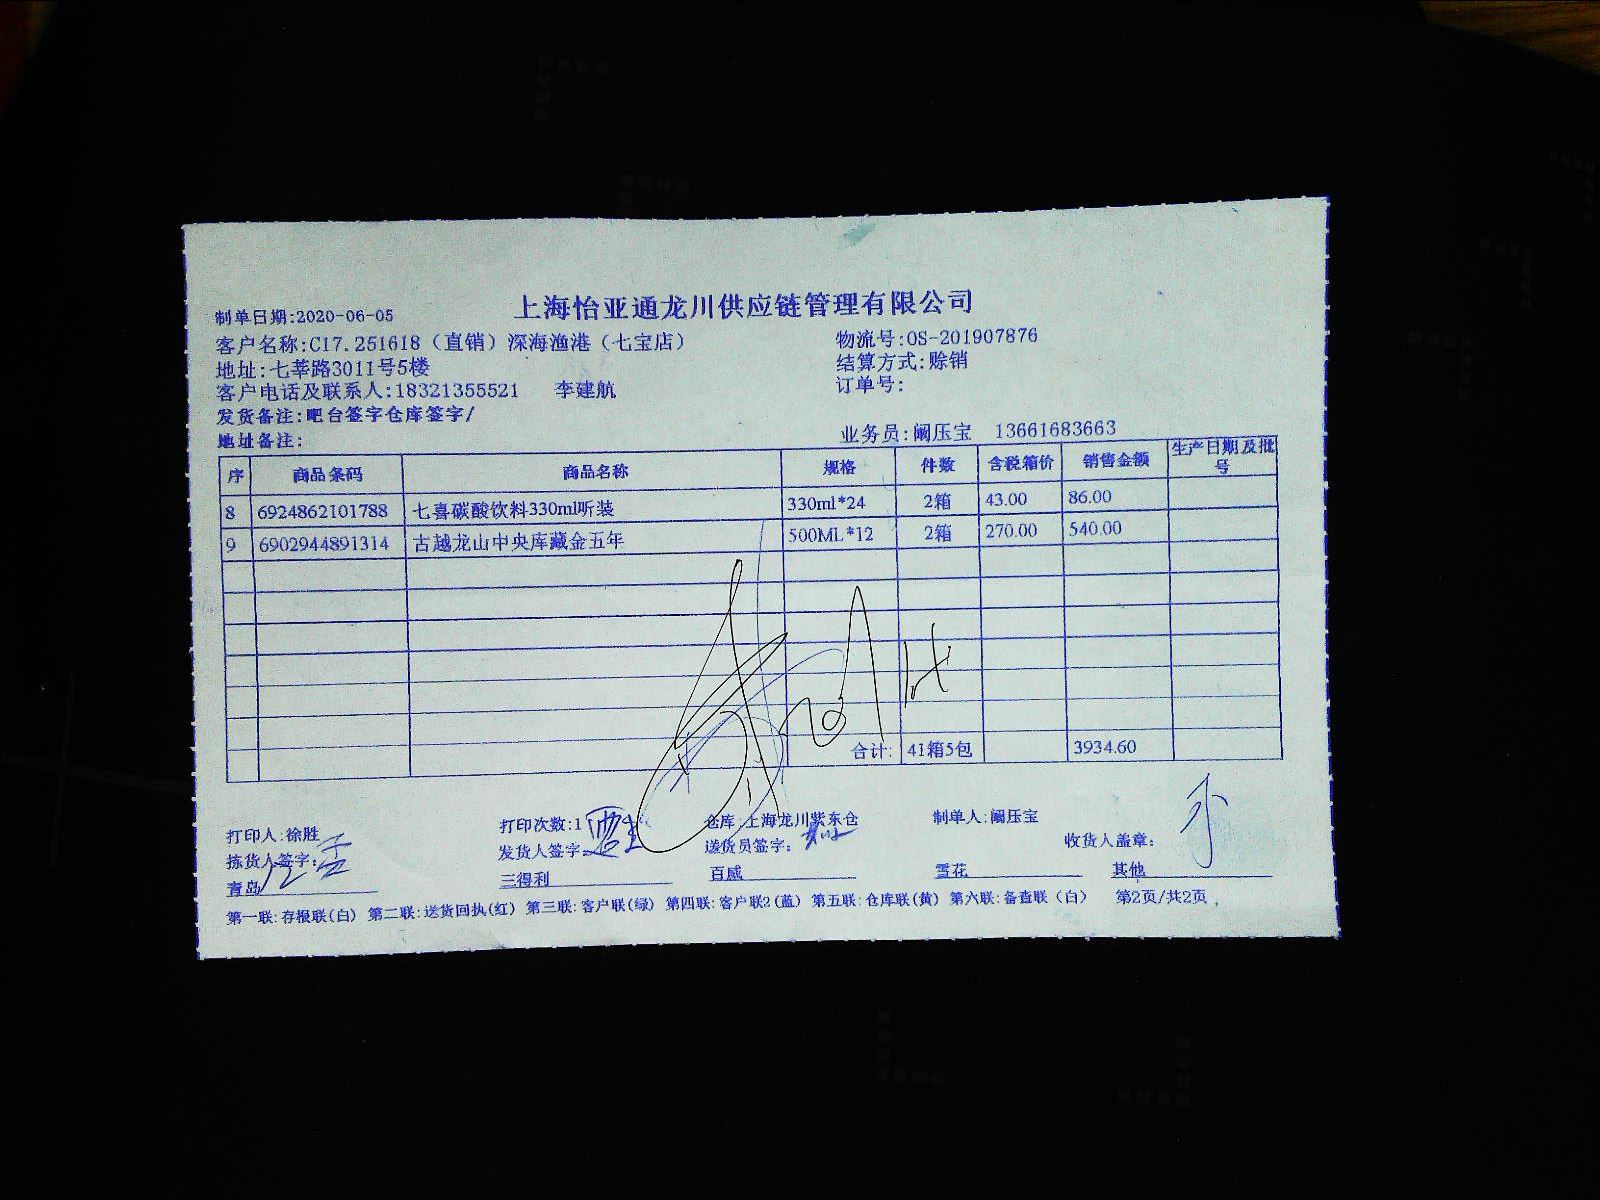 上海怡亚通龙川供应链管理有限公司
制单日期:2020-06-05
客户名称:C17.251618（直销）深海渔港（七宝店） 物流号:OS-201907876
地址:七莘路3011号5楼 结算方式:赊销
客户电话及联系人:18321355521 李建航 订单号:
发货备注:吧台签字仓库签字/
地址备注: 业务员:阚压宝 13661683663
序 商品条码 商品名称 规格 件数 含税箱价 销售金额 生产日期及批号
8 6924862101788 七喜碳酸饮料330ml听装 330ml*24 2箱 43.00 86.00
9 6902944891314 古越龙山中央库藏金五年 500ML*12 2箱 270.00 540.00
合计: 41箱5包 3934.60
打印人:徐胜 打印次数:1 仓库:上海龙川紫东仓 制单人:阚压宝
拣货人签字: 发货人签字: 送货员签字: 收货人盖章:
青岛 三得利 百威 雪花 其他
第一联:存根联(白) 第二联:送货回执(红) 第三联:客户联(绿) 第四联:客户联2(蓝) 第五联:仓库联(黄) 第六联:备查联（白） 第2页/共2页